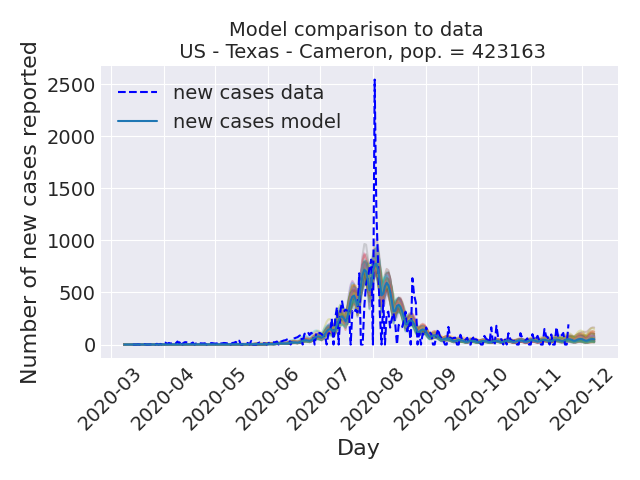 Model comparison to data
US - Texas - Cameron, pop. = 423163
new cases data
new cases model
Number of new cases reported
2500
2000
1500
1000
500
0
2020-03
2020-04
2020-05
2020-06
2020-07
2020-08
2020-09
2020-10
2020-11
2020-12
Day